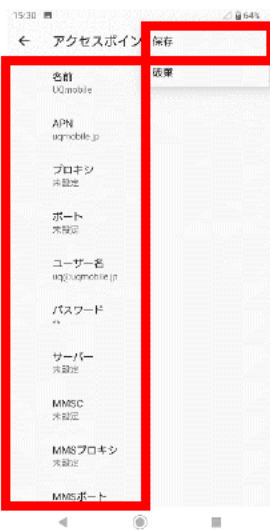 15:30
64%
← アクセスポイン
保存
破棄
名前
UQmobile
APN
uqmobile.jp
プロキシ
未設定
ポート
未設定
ユーザー名
uq@uqmobile.jp
パスワード
サーバー
未設定
MMSC
未設定
MMSプロキシ
未設定
MMSポート